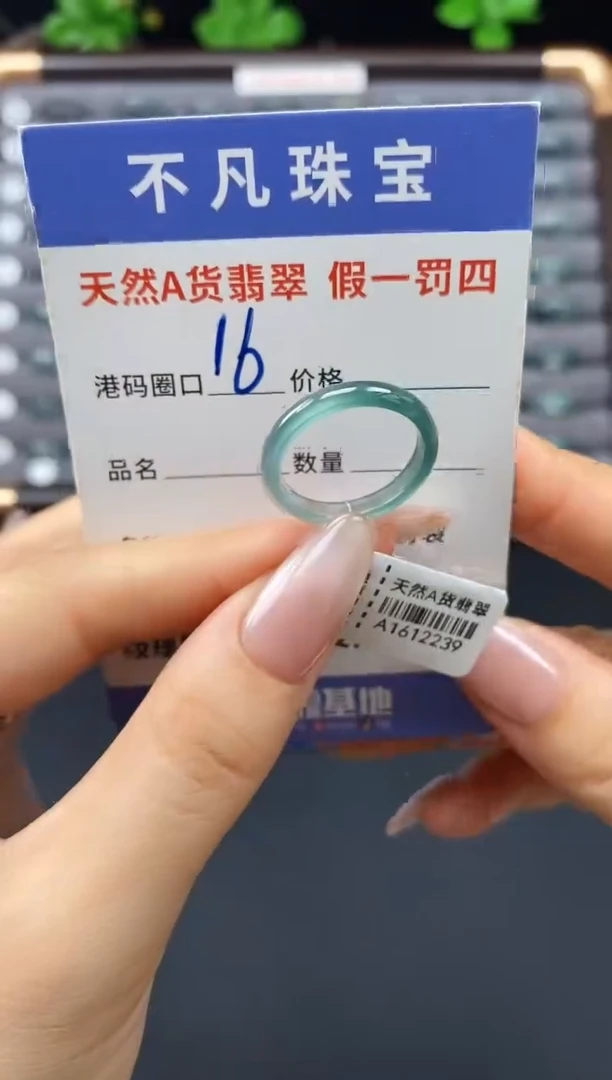 不凡珠宝
天然A货翡翠 假一罚四
港码圈口 16 价格
品名 数量
天然A货翡翠
A1612239